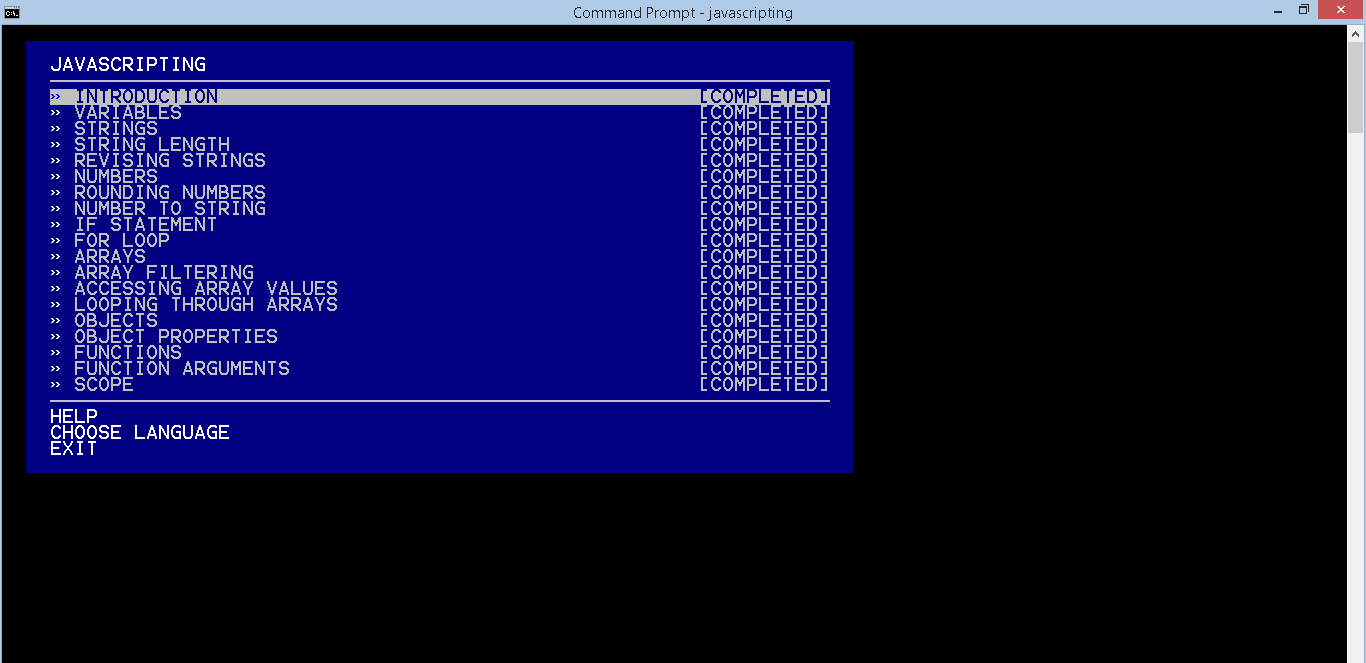 Command Prompt - javascripting
JAVASCRIPTING
» INTRODUCTION [COMPLETED]
» VARIABLES [COMPLETED]
» STRINGS [COMPLETED]
» STRING LENGTH [COMPLETED]
» REVISING STRINGS [COMPLETED]
» NUMBERS [COMPLETED]
» ROUNDING NUMBERS [COMPLETED]
» NUMBER TO STRING [COMPLETED]
» IF STATEMENT [COMPLETED]
» FOR LOOP [COMPLETED]
» ARRAYS [COMPLETED]
» ARRAY FILTERING [COMPLETED]
» ACCESSING ARRAY VALUES [COMPLETED]
» LOOPING THROUGH ARRAYS [COMPLETED]
» OBJECTS [COMPLETED]
» OBJECT PROPERTIES [COMPLETED]
» FUNCTIONS [COMPLETED]
» FUNCTION ARGUMENTS [COMPLETED]
» SCOPE [COMPLETED]
HELP
CHOOSE LANGUAGE
EXIT